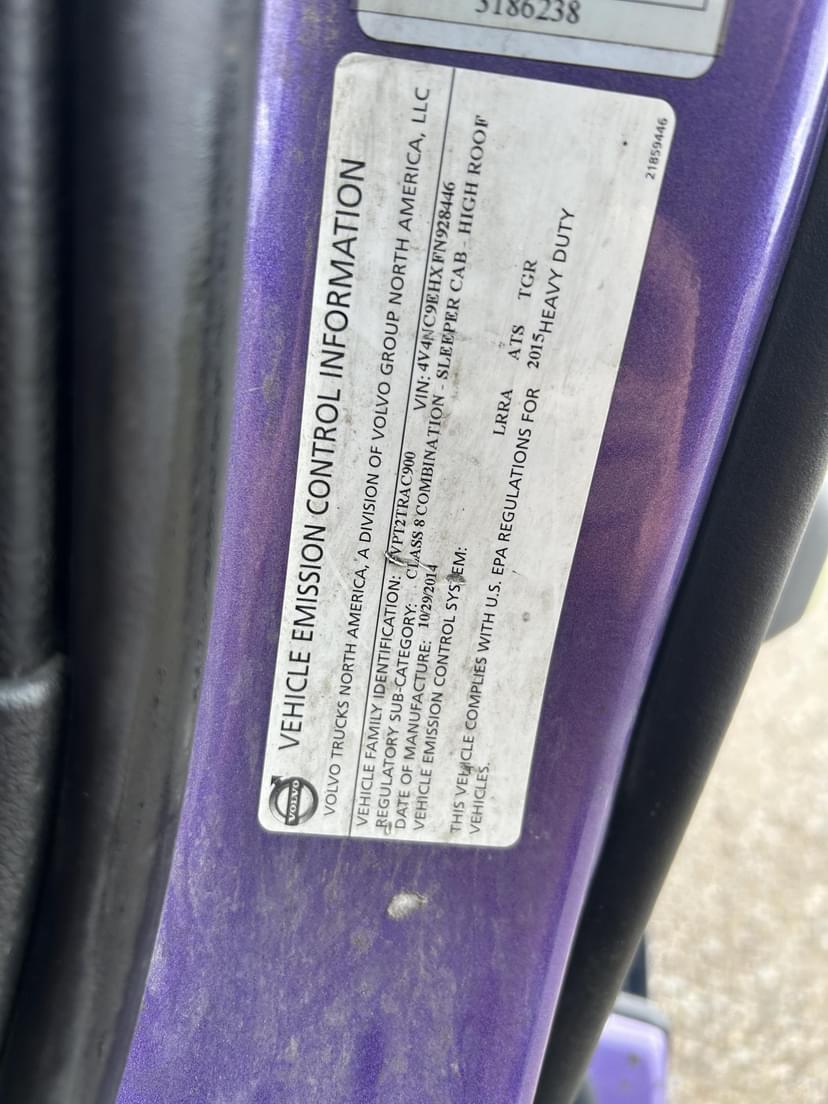 3186238
VOLVO
VEHICLE EMISSION CONTROL INFORMATION
VOLVO TRUCKS NORTH AMERICA, A DIVISION OF VOLVO GROUP NORTH AMERICA, LLC
VEHICLE FAMILY IDENTIFICATION: VPT2TRAC900 VIN: 4V4NC9EHXFN928446
REGULATORY SUB-CATEGORY: CLASS 8 COMBINATION - SLEEPER CAB - HIGH ROOF
DATE OF MANUFACTURE: 10/29/2014
VEHICLE EMISSION CONTROL SYSTEM: LRRA ATS TGR
THIS VEHICLE COMPLIES WITH U.S. EPA REGULATIONS FOR 2015 HEAVY DUTY
VEHICLES.
21859446